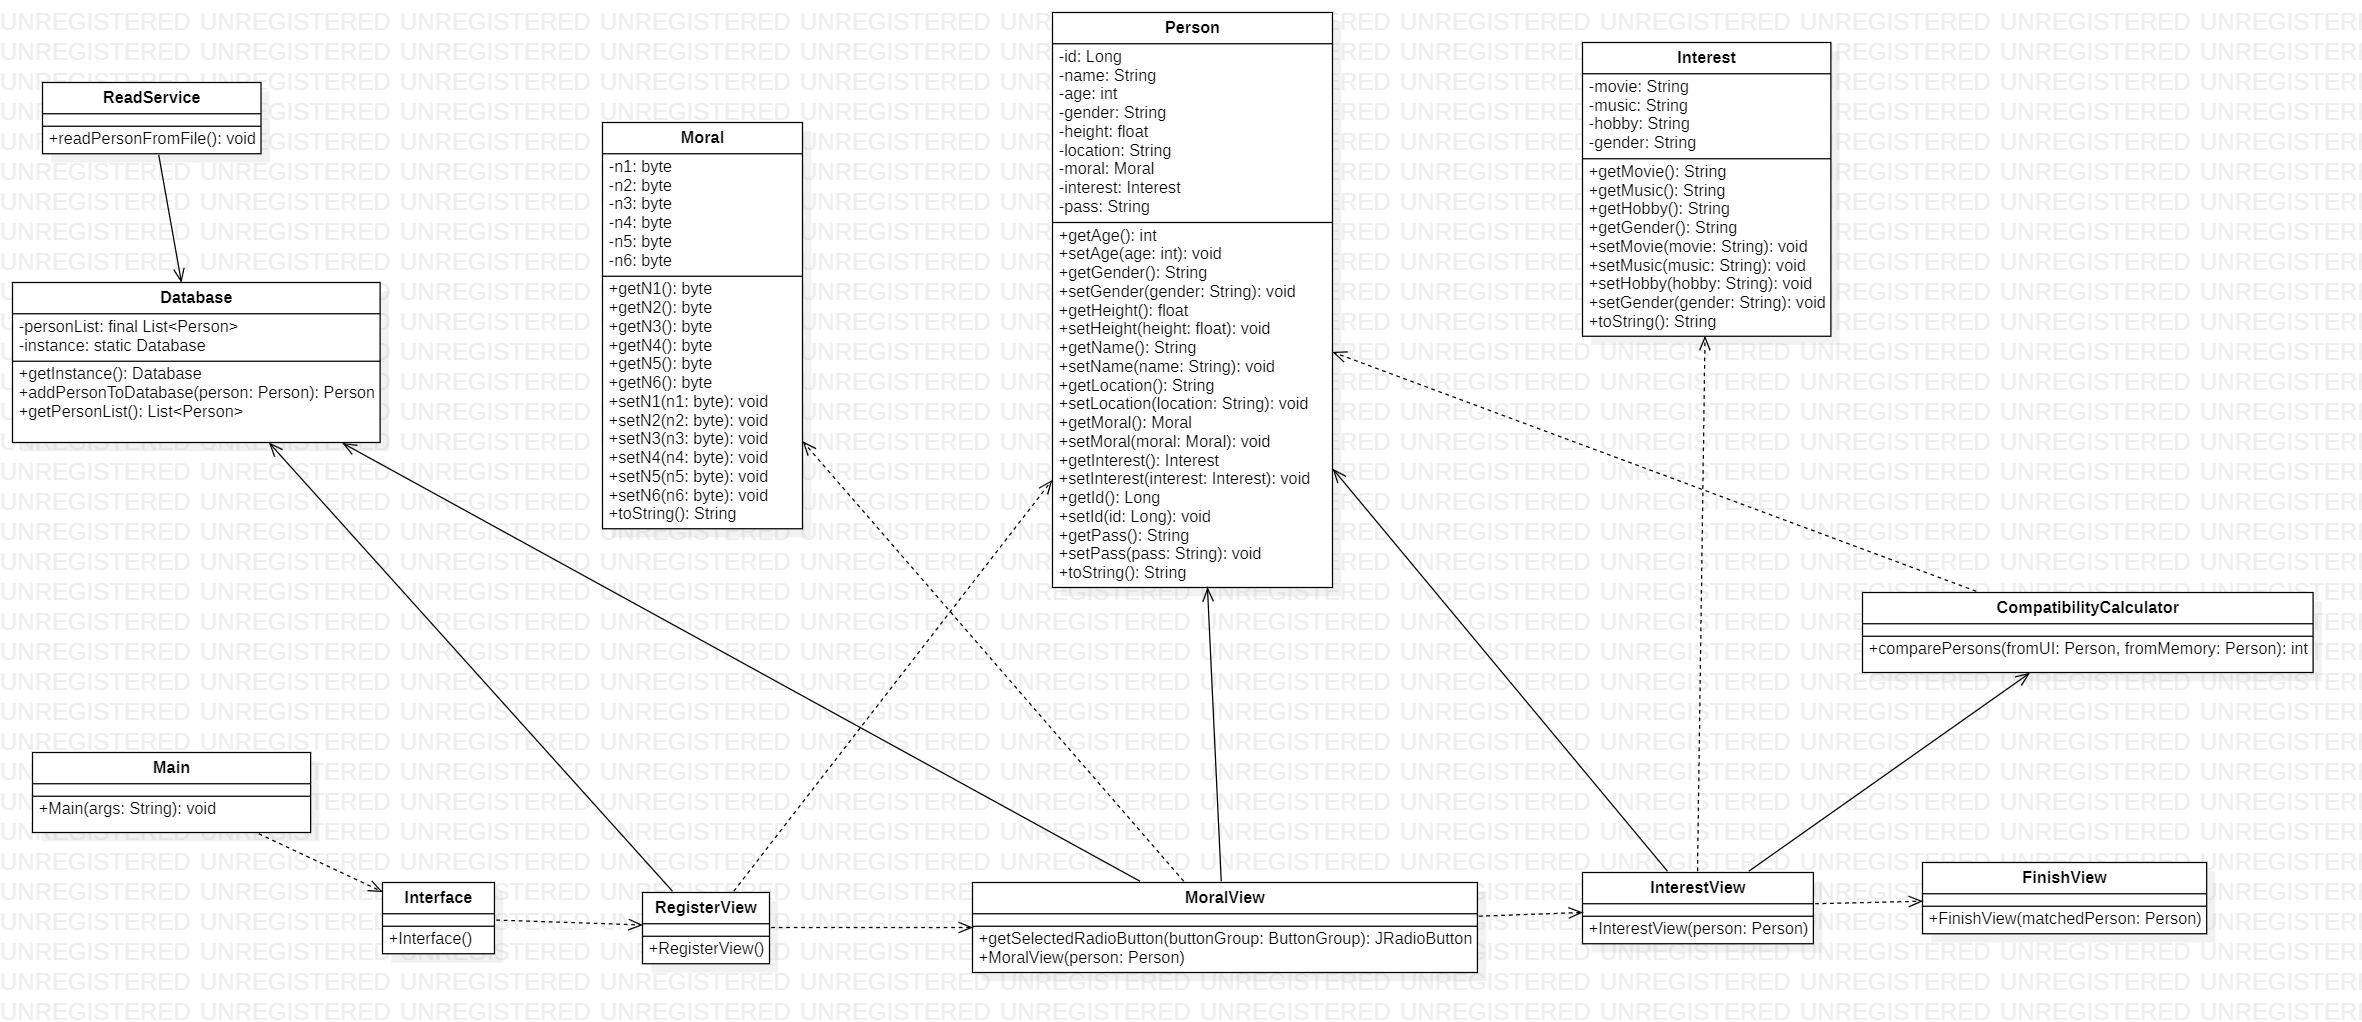 ReadService
+readPersonFromFile(): void
Database
-personList: final List<Person>
-instance: static Database
+getInstance(): Database
+addPersonToDatabase(person: Person): Person
+getPersonList(): List<Person>
Moral
-n1: byte
-n2: byte
-n3: byte
-n4: byte
-n5: byte
-n6: byte
+getN1(): byte
+getN2(): byte
+getN3(): byte
+getN4(): byte
+getN5(): byte
+getN6(): byte
+setN1(n1: byte): void
+setN2(n2: byte): void
+setN3(n3: byte): void
+setN4(n4: byte): void
+setN5(n5: byte): void
+setN6(n6: byte): void
+toString(): String
Person
-id: Long
-name: String
-age: int
-gender: String
-height: float
-location: String
-moral: Moral
-interest: Interest
-pass: String
+getAge(): int
+setAge(age: int): void
+getGender(): String
+setGender(gender: String): void
+getHeight(): float
+setHeight(height: float): void
+getName(): String
+setName(name: String): void
+getLocation(): String
+setLocation(location: String): void
+getMoral(): Moral
+setMoral(moral: Moral): void
+getInterest(): Interest
+setInterest(interest: Interest): void
+getId(): Long
+setId(id: Long): void
+getPass(): String
+setPass(pass: String): void
+toString(): String
Interest
-movie: String
-music: String
-hobby: String
-gender: String
+getMovie(): String
+getMusic(): String
+getHobby(): String
+getGender(): String
+setMovie(movie: String): void
+setMusic(music: String): void
+setHobby(hobby: String): void
+setGender(gender: String): void
+toString(): String
CompatibilityCalculator
+comparePersons(fromUI: Person, fromMemory: Person): int
Main
+Main(args: String): void
Interface
+Interface()
RegisterView
+RegisterView()
MoralView
+getSelectedRadioButton(buttonGroup: ButtonGroup): JRadioButton
+MoralView(person: Person)
InterestView
+InterestView(person: Person)
FinishView
+FinishView(matchedPerson: Person)
UNREGISTERED